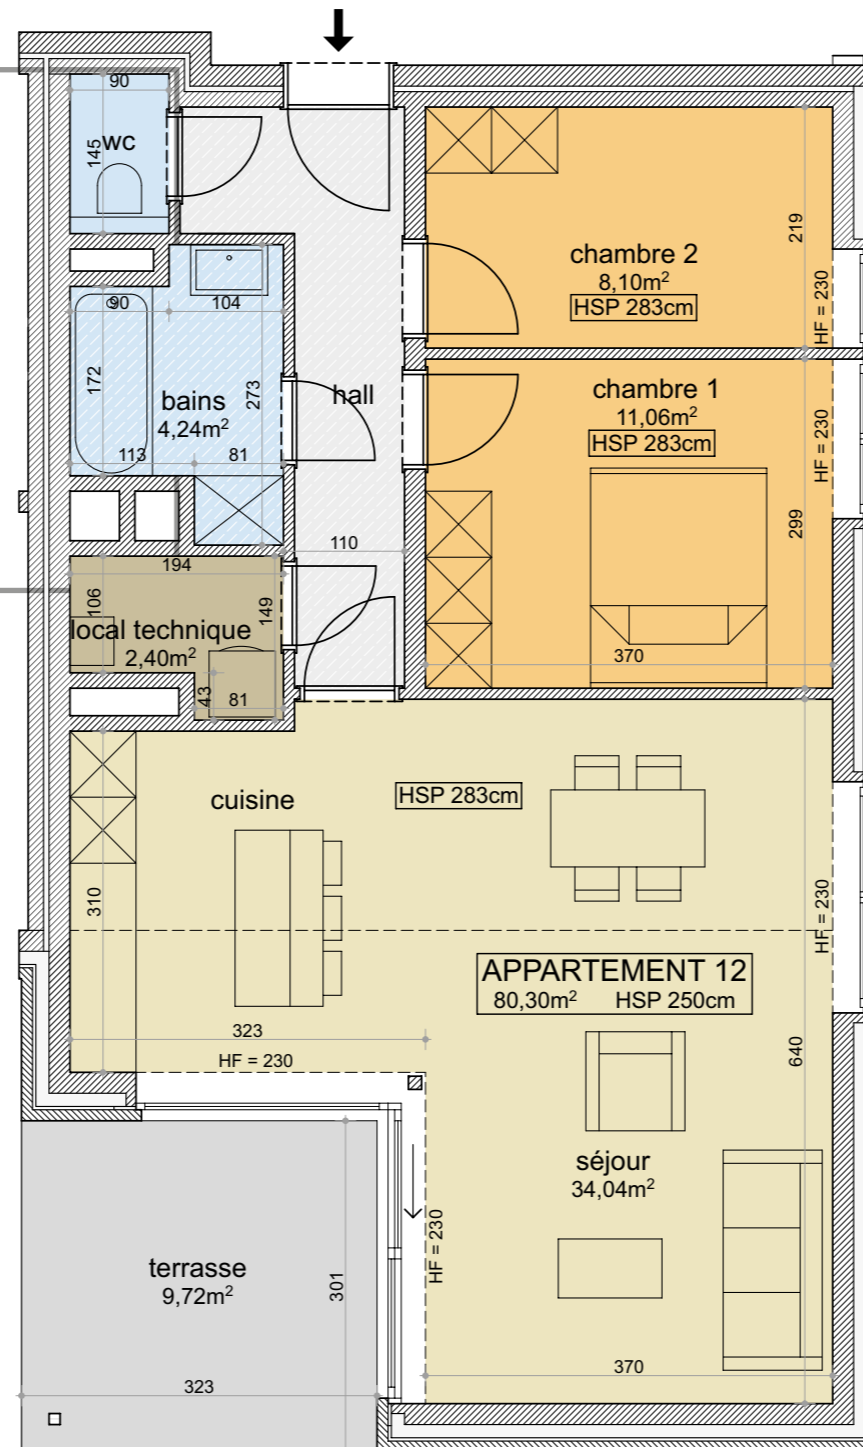 90
wc
145
chambre 2
8,10m²
HSP 283cm
219
HF = 230
90
104
172
bains
4,24m²
273
113
81
hall
chambre 1
11,06m²
HSP 283cm
HF = 230
299
370
110
194
106
149
local technique
2,40m²
43
81
cuisine
HSP 283cm
310
HF = 230
APPARTEMENT 12
80,30m² HSP 250cm
323
HF = 230
640
séjour
34,04m²
HF = 230
terrasse
9,72m²
301
323
370